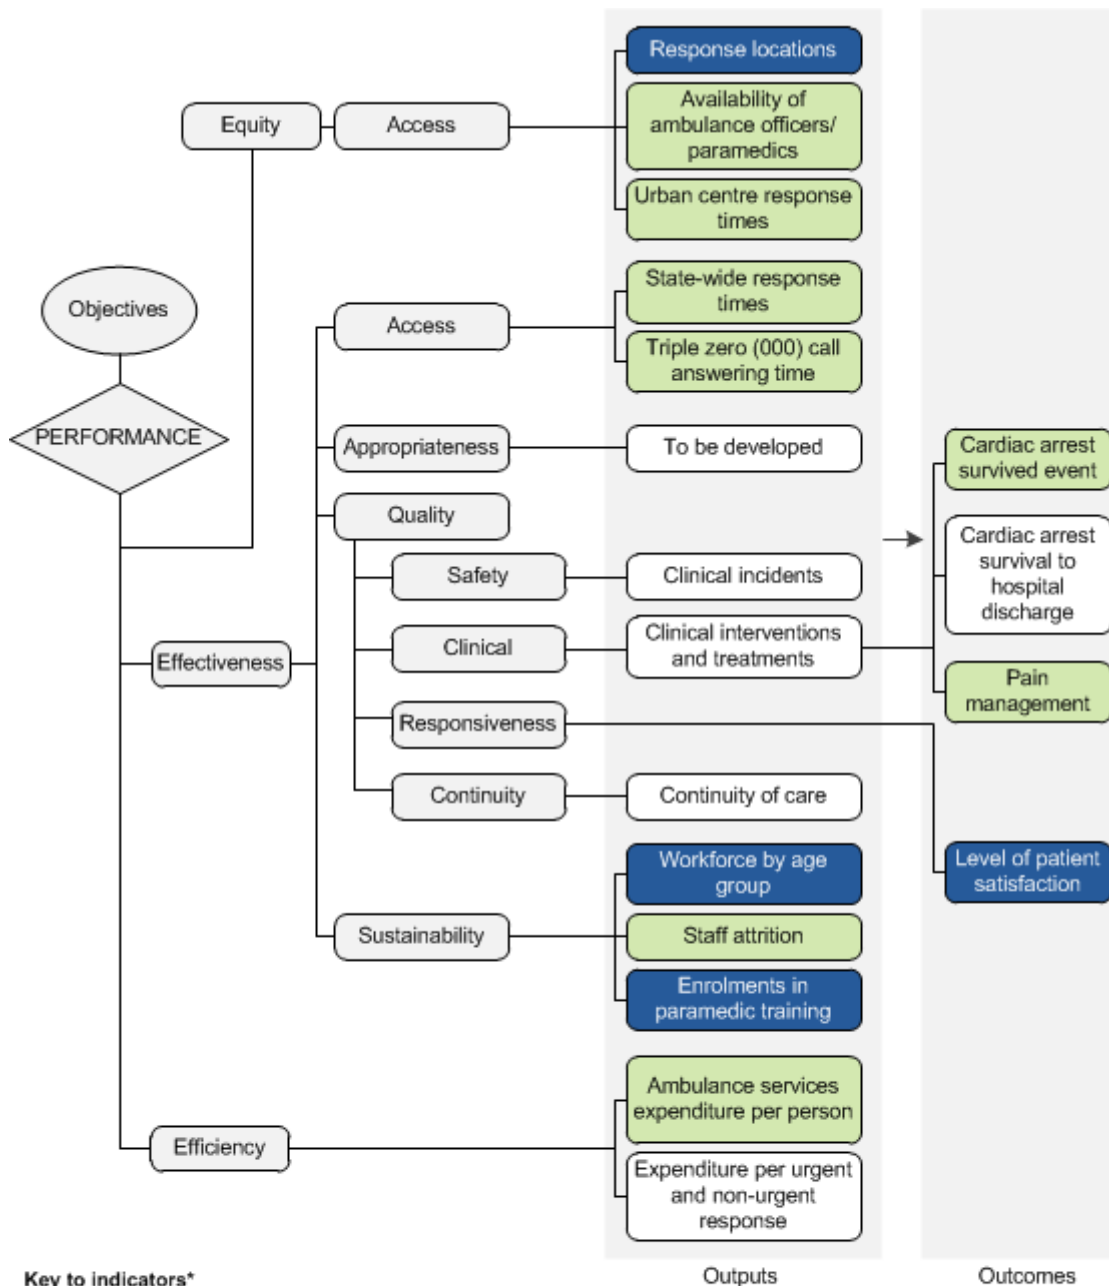 Response locations
Availability of
ambulance officers/
paramedics
Equity
Access
Urban centre response
times
Objectives
State-wide response
times
Access
Triple zero (000) call
answering time
PERFORMANCE
Appropriateness
To be developed
Cardiac arrest
survived event
Quality
Cardiac arrest
survival to
hospital
discharge
Safety
Clinical incidents
Effectiveness
Clinical
Clinical interventions
and treatments
Pain
management
Responsiveness
Continuity
Continuity of care
Workforce by age
group
Level of patient
satisfaction
Sustainability
Staff attrition
Enrolments in
paramedic training
Ambulance services
expenditure per person
Efficiency
Expenditure per urgent
and non-urgent
response
Key to indicators*
Outputs
Outcomes